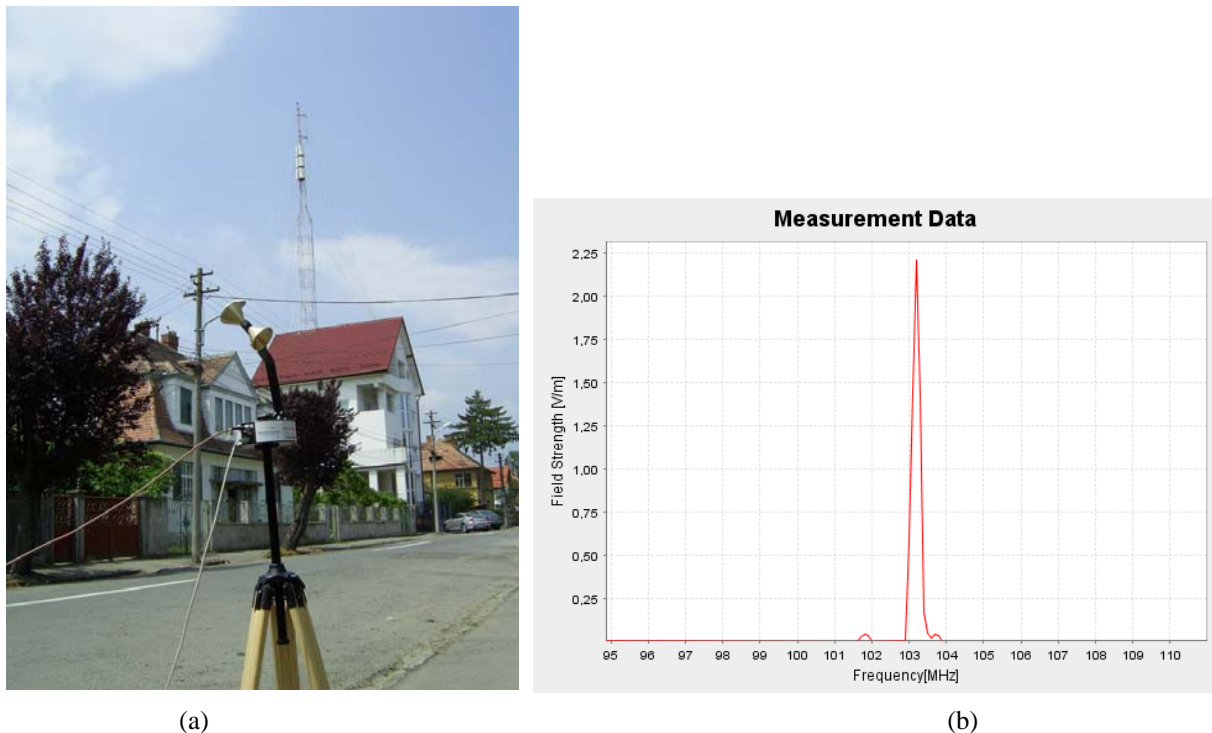 Measurement Data
2,25
2,00
1,75
1,50
1,25
1,00
0,75
0,50
0,25
Field Strength [V/m]
95 96 97 98 99 100 101 102 103 104 105 106 107 108 109 110
Frequency[MHz]
(a) (b)